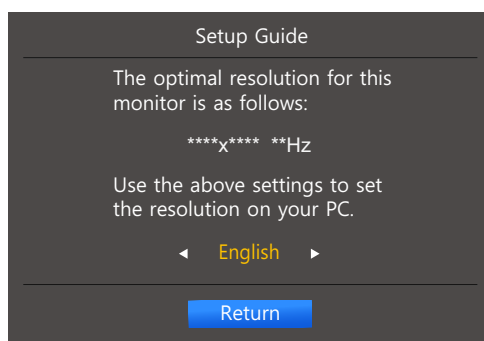 Setup Guide
The optimal resolution for this
monitor is as follows:
****x**** **Hz
Use the above settings to set
the resolution on your PC.
English
Return